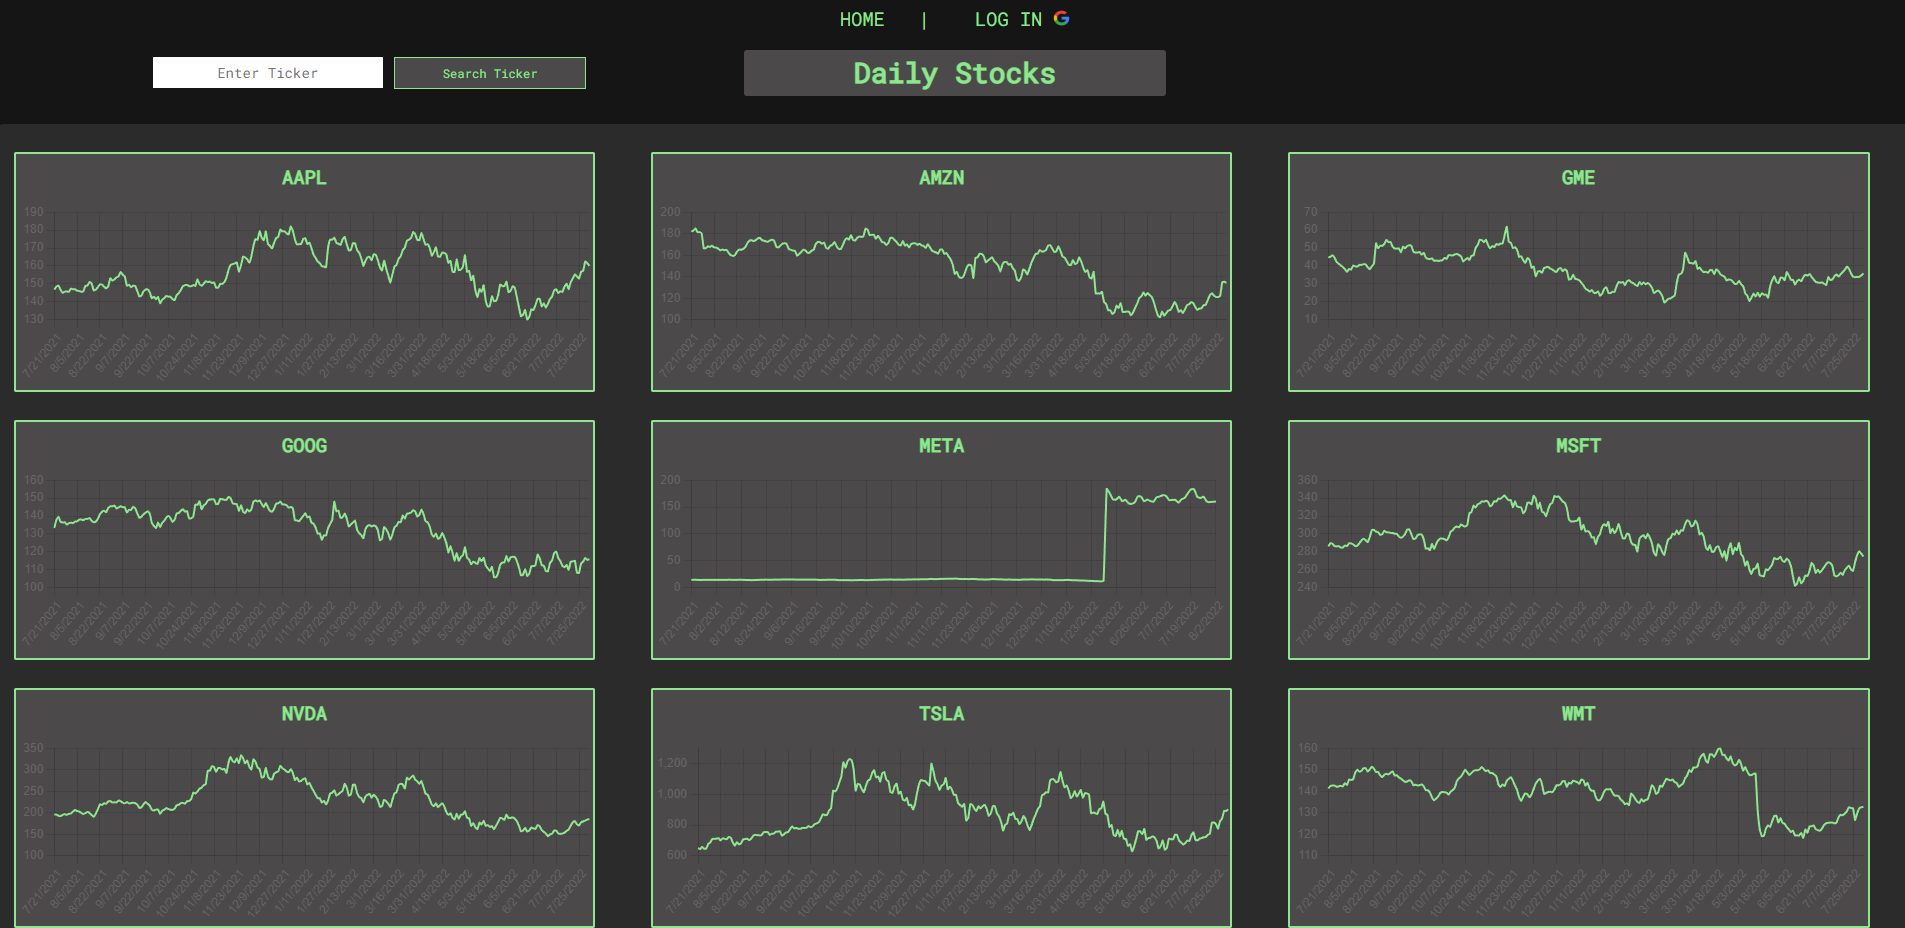 HOME | LOG IN
Enter Ticker
Search Ticker
Daily Stocks
AAPL
190
180
170
160
150
140
130
7/21/2021 8/5/2021 8/22/2021 9/7/2021 9/22/2021 10/7/2021 10/24/2021 11/8/2021 11/23/2021 12/9/2021 12/27/2021 1/11/2022 1/27/2022 2/13/2022 3/1/2022 3/16/2022 3/31/2022 4/18/2022 5/3/2022 5/18/2022 6/5/2022 6/21/2022 7/7/2022 7/25/2022
AMZN
200
180
160
140
120
100
7/21/2021 8/5/2021 8/22/2021 9/7/2021 9/22/2021 10/7/2021 10/24/2021 11/8/2021 11/23/2021 12/9/2021 12/27/2021 1/11/2022 1/27/2022 2/13/2022 3/1/2022 3/16/2022 3/31/2022 4/18/2022 5/3/2022 5/18/2022 6/5/2022 6/21/2022 7/7/2022 7/25/2022
GME
70
60
50
40
30
20
10
7/21/2021 8/5/2021 8/22/2021 9/7/2021 9/22/2021 10/7/2021 10/24/2021 11/8/2021 11/23/2021 12/9/2021 12/27/2021 1/11/2022 1/27/2022 2/13/2022 3/1/2022 3/16/2022 3/31/2022 4/18/2022 5/3/2022 5/18/2022 6/5/2022 6/21/2022 7/7/2022 7/25/2022
GOOG
160
150
140
130
120
110
100
7/21/2021 8/5/2021 8/22/2021 9/7/2021 9/22/2021 10/7/2021 10/24/2021 11/8/2021 11/23/2021 12/9/2021 12/27/2021 1/11/2022 1/27/2022 2/13/2022 3/1/2022 3/16/2022 3/31/2022 4/18/2022 5/3/2022 5/18/2022 6/5/2022 6/21/2022 7/7/2022 7/25/2022
META
200
150
100
50
0
7/21/2021 8/2/2021 8/12/2021 8/24/2021 9/6/2021 9/16/2021 9/28/2021 10/10/2021 10/20/2021 11/1/2021 11/11/2021 11/23/2021 12/6/2021 12/16/2021 12/29/2021 1/10/2022 1/23/2022 6/13/2022 6/26/2022 7/7/2022 7/19/2022 8/2/2022
MSFT
360
340
320
300
280
260
240
7/21/2021 8/5/2021 8/22/2021 9/7/2021 9/22/2021 10/7/2021 10/24/2021 11/8/2021 11/23/2021 12/9/2021 12/27/2021 1/11/2022 1/27/2022 2/13/2022 3/1/2022 3/16/2022 3/31/2022 4/18/2022 5/3/2022 5/18/2022 6/5/2022 6/21/2022 7/7/2022 7/25/2022
NVDA
350
300
250
200
150
100
7/21/2021 8/5/2021 8/22/2021 9/7/2021 9/22/2021 10/7/2021 10/24/2021 11/8/2021 11/23/2021 12/9/2021 12/27/2021 1/11/2022 1/27/2022 2/13/2022 3/1/2022 3/16/2022 3/31/2022 4/18/2022 5/3/2022 5/18/2022 6/5/2022 6/21/2022 7/7/2022 7/25/2022
TSLA
1,200
1,000
800
600
7/21/2021 8/5/2021 8/22/2021 9/7/2021 9/22/2021 10/7/2021 10/24/2021 11/8/2021 11/23/2021 12/9/2021 12/27/2021 1/11/2022 1/27/2022 2/13/2022 3/1/2022 3/16/2022 3/31/2022 4/18/2022 5/3/2022 5/18/2022 6/5/2022 6/21/2022 7/7/2022 7/25/2022
WMT
160
150
140
130
120
110
7/21/2021 8/5/2021 8/22/2021 9/7/2021 9/22/2021 10/7/2021 10/24/2021 11/8/2021 11/23/2021 12/9/2021 12/27/2021 1/11/2022 1/27/2022 2/13/2022 3/1/2022 3/16/2022 3/31/2022 4/18/2022 5/3/2022 5/18/2022 6/5/2022 6/21/2022 7/7/2022 7/25/2022